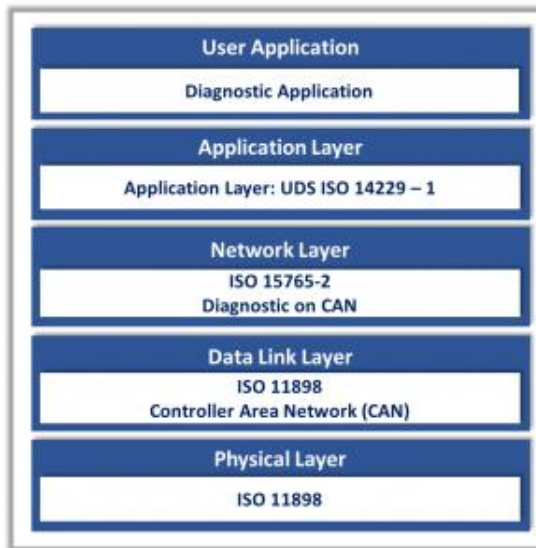 User Application
Diagnostic Application
Application Layer
Application Layer: UDS ISO 14229 – 1
Network Layer
ISO 15765-2
Diagnostic on CAN
Data Link Layer
ISO 11898
Controller Area Network (CAN)
Physical Layer
ISO 11898